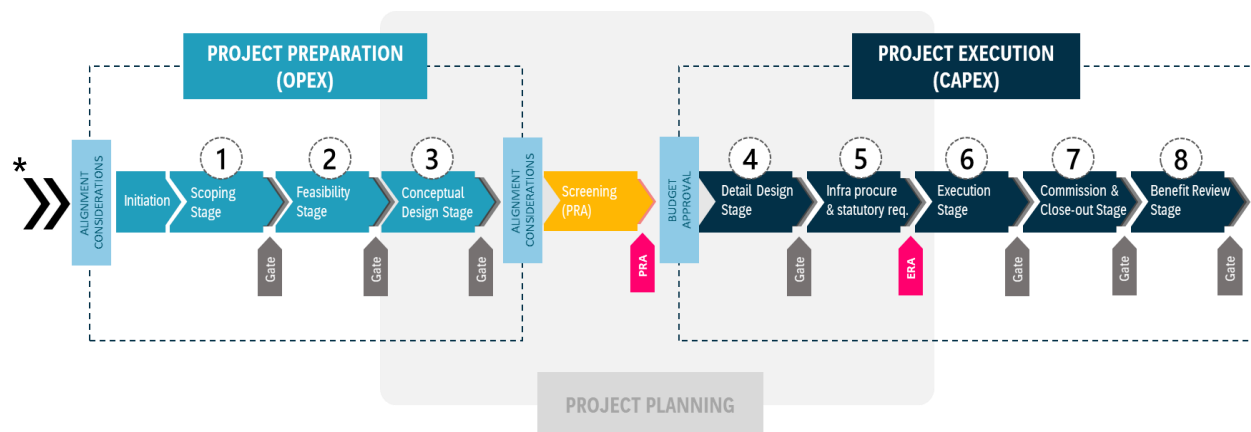 PROJECT PREPARATION
(OPEX)
PROJECT EXECUTION
(CAPEX)
*
ALIGNMENT
CONSIDERATIONS
Initiation
1
Scoping
Stage
Gate
2
Feasibility
Stage
Gate
3
Conceptual
Design Stage
Gate
ALIGNMENT
CONSIDERATIONS
Screening
(PRA)
PRA
BUDGET
APPROVAL
4
Detail Design
Stage
Gate
5
Infra procure
& statutory req.
ERA
6
Execution
Stage
Gate
7
Commission &
Close-out Stage
Gate
8
Benefit Review
Stage
Gate
PROJECT PLANNING